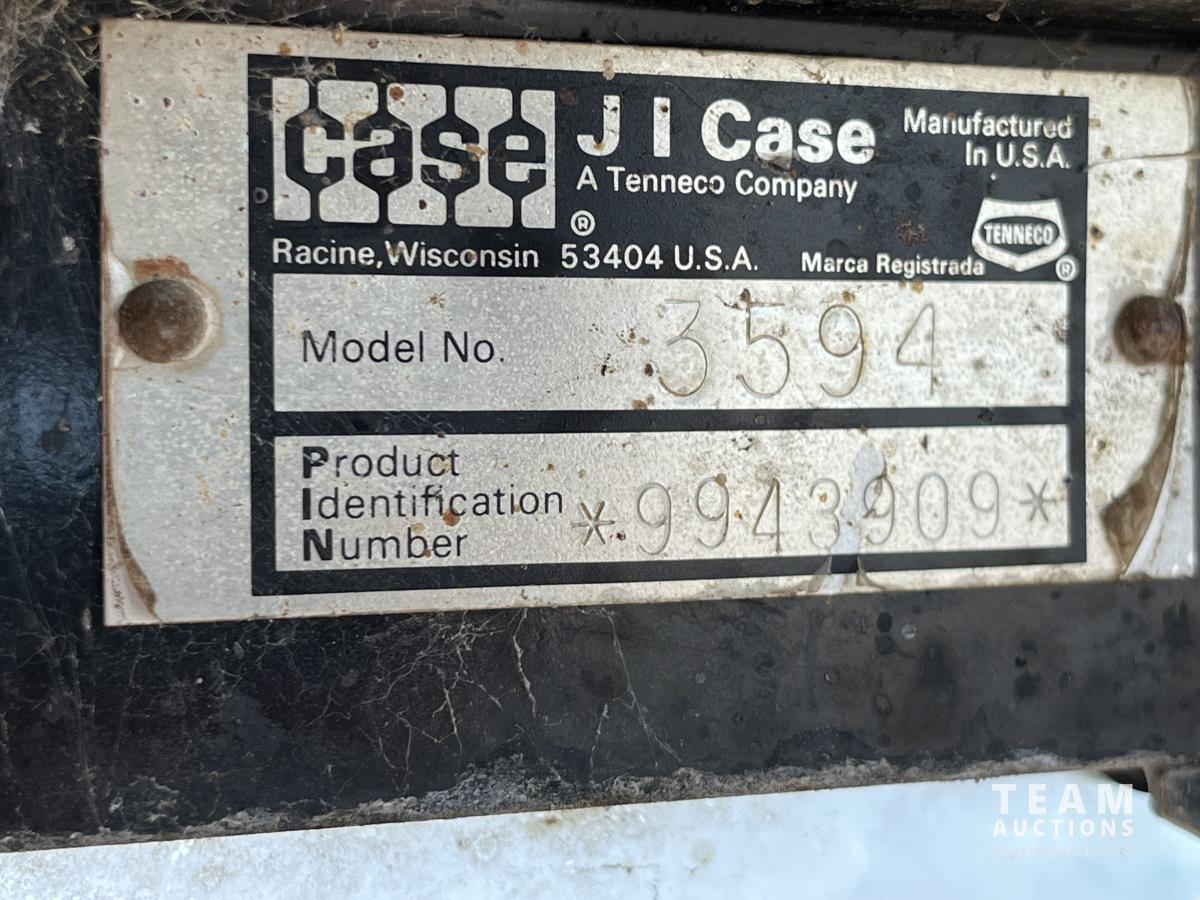 case
J I Case
Manufactured
In U.S.A.
A Tenneco Company
®
TENNECO
Racine, Wisconsin 53404 U.S.A.
Marca Registrada
®
Model No. 3594
Product
Identification
Number
*9943909*
TEAM
AUCTIONS